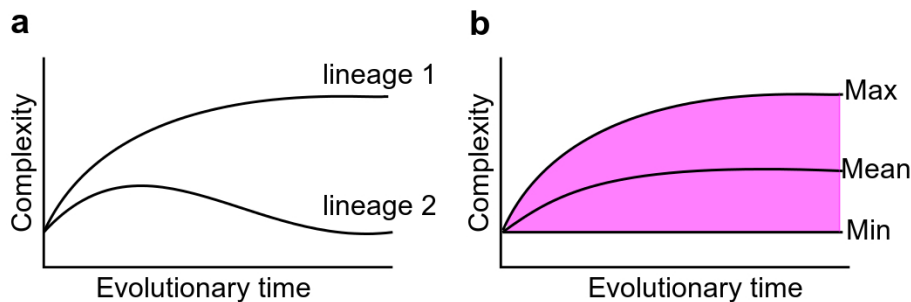 a
Complexity
lineage 1
lineage 2
Evolutionary time
b
Complexity
Max
Mean
Min
Evolutionary time